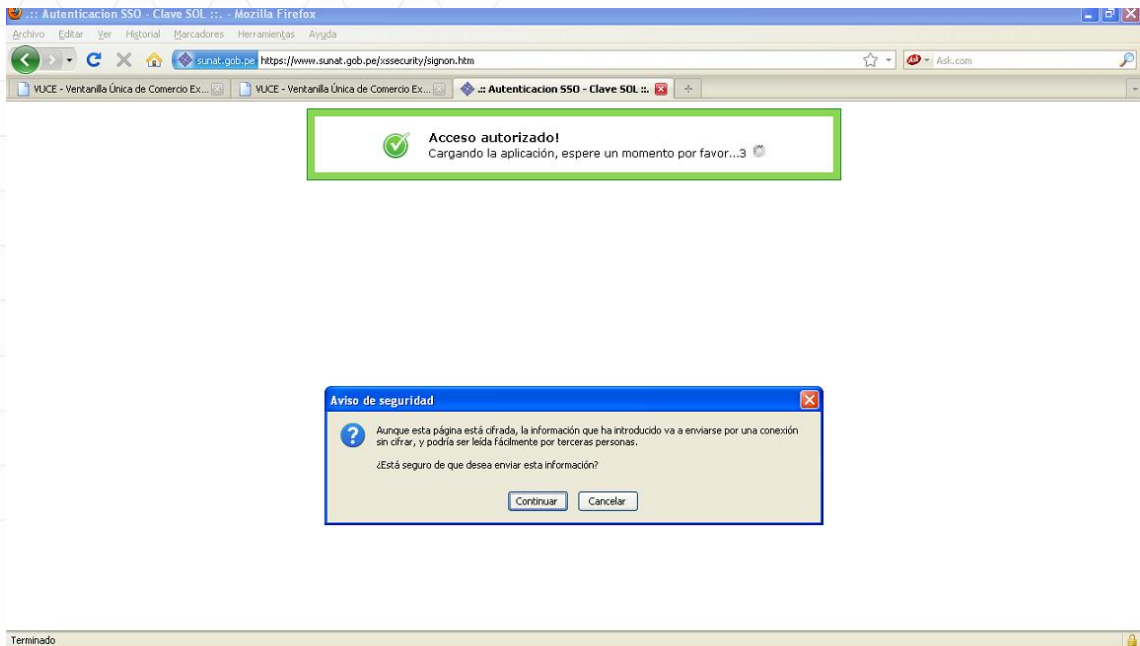 .:: Autenticacion SSO - Clave SOL ::. - Mozilla Firefox
Archivo Editar Ver Historial Marcadores Herramientas Ayuda
sunat.gob.pe https://www.sunat.gob.pe/xssecurity/signon.htm Ask.com
VUCE - Ventanilla Única de Comercio Ex... VUCE - Ventanilla Única de Comercio Ex... .:: Autenticacion SSO - Clave SOL ::.
Acceso autorizado!
Cargando la aplicación, espere un momento por favor...3
Aviso de seguridad
Aunque esta página está cifrada, la información que ha introducido va a enviarse por una conexión
sin cifrar, y podría ser leída fácilmente por terceras personas.
¿Está seguro de que desea enviar esta información?
Continuar Cancelar
Terminado